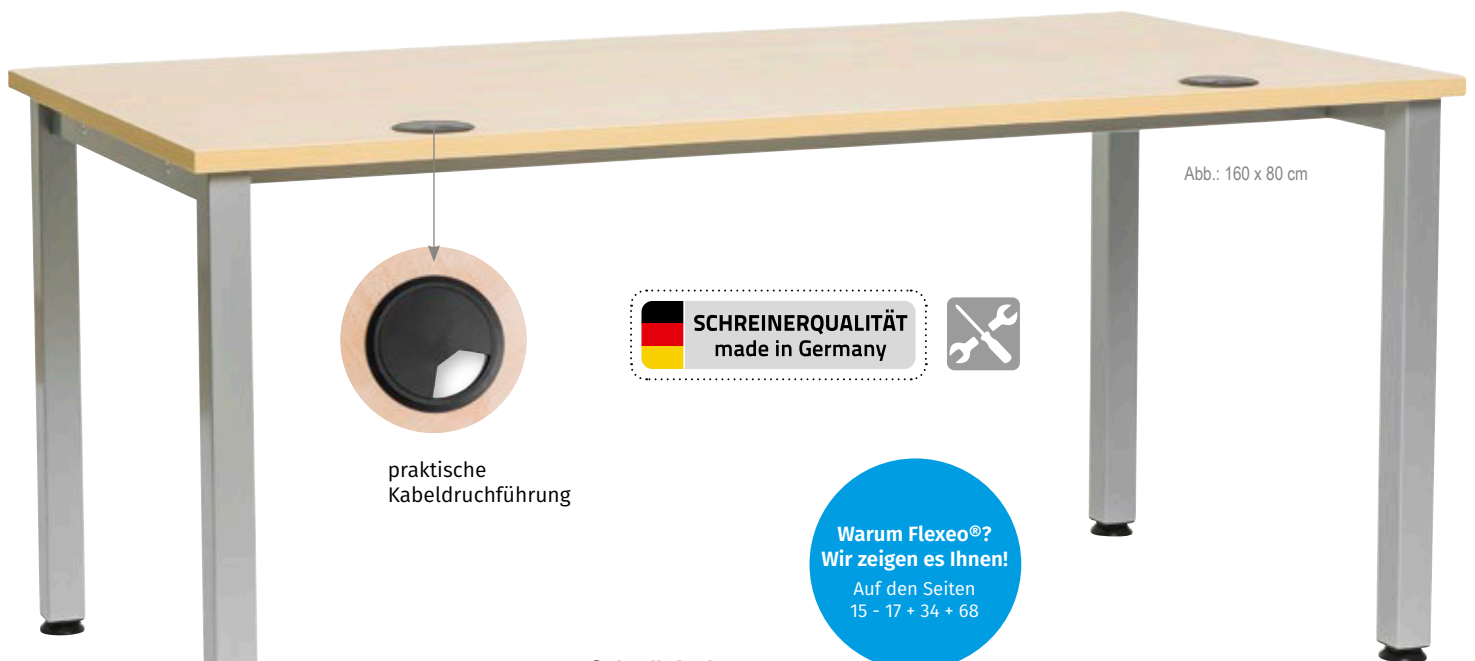 Abb.: 160 x 80 cm
SCHREINERQUALITÄT
made in Germany
praktische
Kabeldruchführung
Warum Flexeo®?
Wir zeigen es Ihnen!
Auf den Seiten
15 - 17 + 34 + 68